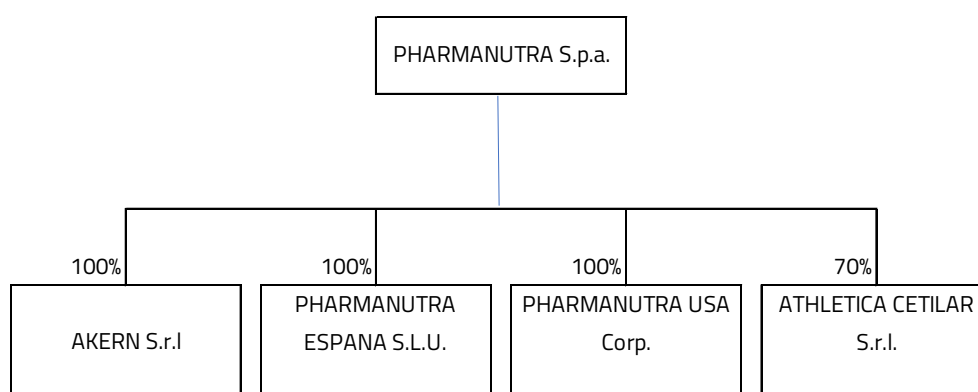 PHARMANUTRA S.p.a.
100%
100%
100%
70%
AKERN S.r.l
PHARMANUTRA
ESPANA S.L.U.
PHARMANUTRA USA
Corp.
ATHLETICA CETILAR
S.r.l.